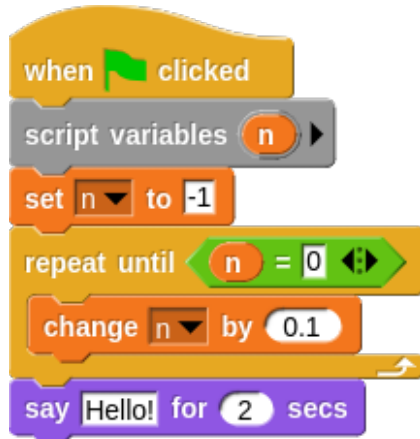 when clicked
script variables n
set n to -1
repeat until n = 0
change n by 0.1
say Hello! for 2 secs